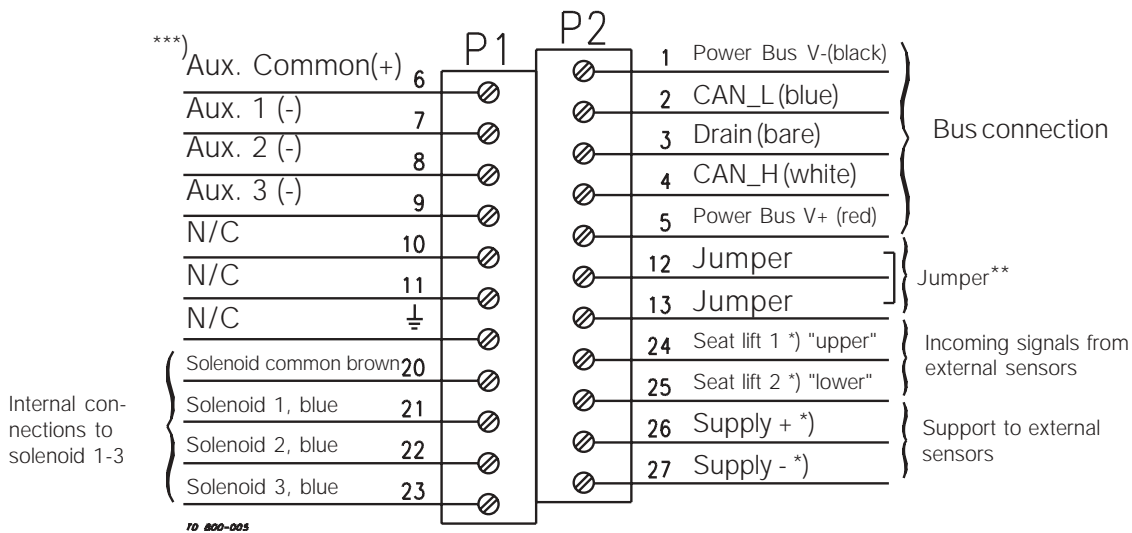 ***)
P1
P2
Aux. Common(+) 6
Aux. 1 (-) 7
Aux. 2 (-) 8
Aux. 3 (-) 9
N/C 10
N/C 11
N/C
Solenoid common brown 20
Solenoid 1, blue 21
Solenoid 2, blue 22
Solenoid 3, blue 23
Internal con-
nections to
solenoid 1-3
TD 800-005
1 Power Bus V-(black)
2 CAN_L (blue)
3 Drain (bare)
4 CAN_H (white)
5 Power Bus V+ (red)
Bus connection
12 Jumper
13 Jumper
Jumper**
24 Seat lift 1 *) "upper"
25 Seat lift 2 *) "lower"
Incoming signals from
external sensors
26 Supply + *)
27 Supply - *)
Support to external
sensors